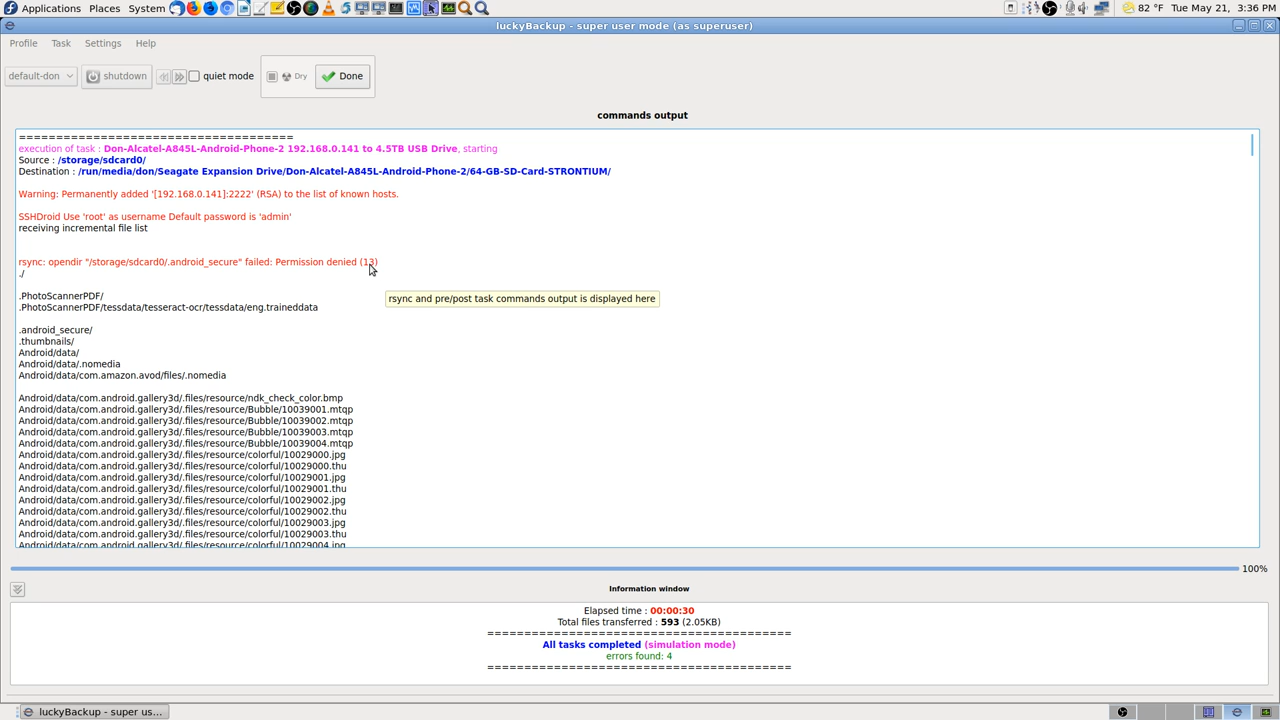 Applications Places System 82 °F Tue May 21, 3:36 PM
luckyBackup - super user mode (as superuser)
Profile Task Settings Help
default-don shutdown quiet mode Dry Done
commands output
=====================================
execution of task : Don-Alcatel-A845L-Android-Phone-2 192.168.0.141 to 4.5TB USB Drive, starting
Source : /storage/sdcard0/
Destination : /run/media/don/Seagate Expansion Drive/Don-Alcatel-A845L-Android-Phone-2/64-GB-SD-Card-STRONTIUM/
Warning: Permanently added '[192.168.0.141]:2222' (RSA) to the list of known hosts.
SSHDroid Use 'root' as username Default password is 'admin'
receiving incremental file list
rsync: opendir "/storage/sdcard0/.android_secure" failed: Permission denied (13)
./
.PhotoScannerPDF/
rsync and pre/post task commands output is displayed here
.PhotoScannerPDF/tessdata/tesseract-ocr/tessdata/eng.traineddata
.android_secure/
.thumbnails/
Android/data/
Android/data/.nomedia
Android/data/com.amazon.avod/files/.nomedia
Android/data/com.android.gallery3d/.files/resource/ndk_check_color.bmp
Android/data/com.android.gallery3d/.files/resource/Bubble/10039001.mtqp
Android/data/com.android.gallery3d/.files/resource/Bubble/10039002.mtqp
Android/data/com.android.gallery3d/.files/resource/Bubble/10039003.mtqp
Android/data/com.android.gallery3d/.files/resource/Bubble/10039004.mtqp
Android/data/com.android.gallery3d/.files/resource/colorful/10029000.jpg
Android/data/com.android.gallery3d/.files/resource/colorful/10029000.thu
Android/data/com.android.gallery3d/.files/resource/colorful/10029001.jpg
Android/data/com.android.gallery3d/.files/resource/colorful/10029001.thu
Android/data/com.android.gallery3d/.files/resource/colorful/10029002.jpg
Android/data/com.android.gallery3d/.files/resource/colorful/10029002.thu
Android/data/com.android.gallery3d/.files/resource/colorful/10029003.jpg
Android/data/com.android.gallery3d/.files/resource/colorful/10029003.thu
Android/data/com.android.gallery3d/.files/resource/colorful/10029004.jpg
100%
Information window
Elapsed time : 00:00:30
Total files transferred : 593 (2.05KB)
=========================================
All tasks completed (simulation mode)
errors found: 4
=========================================
luckyBackup - super us...